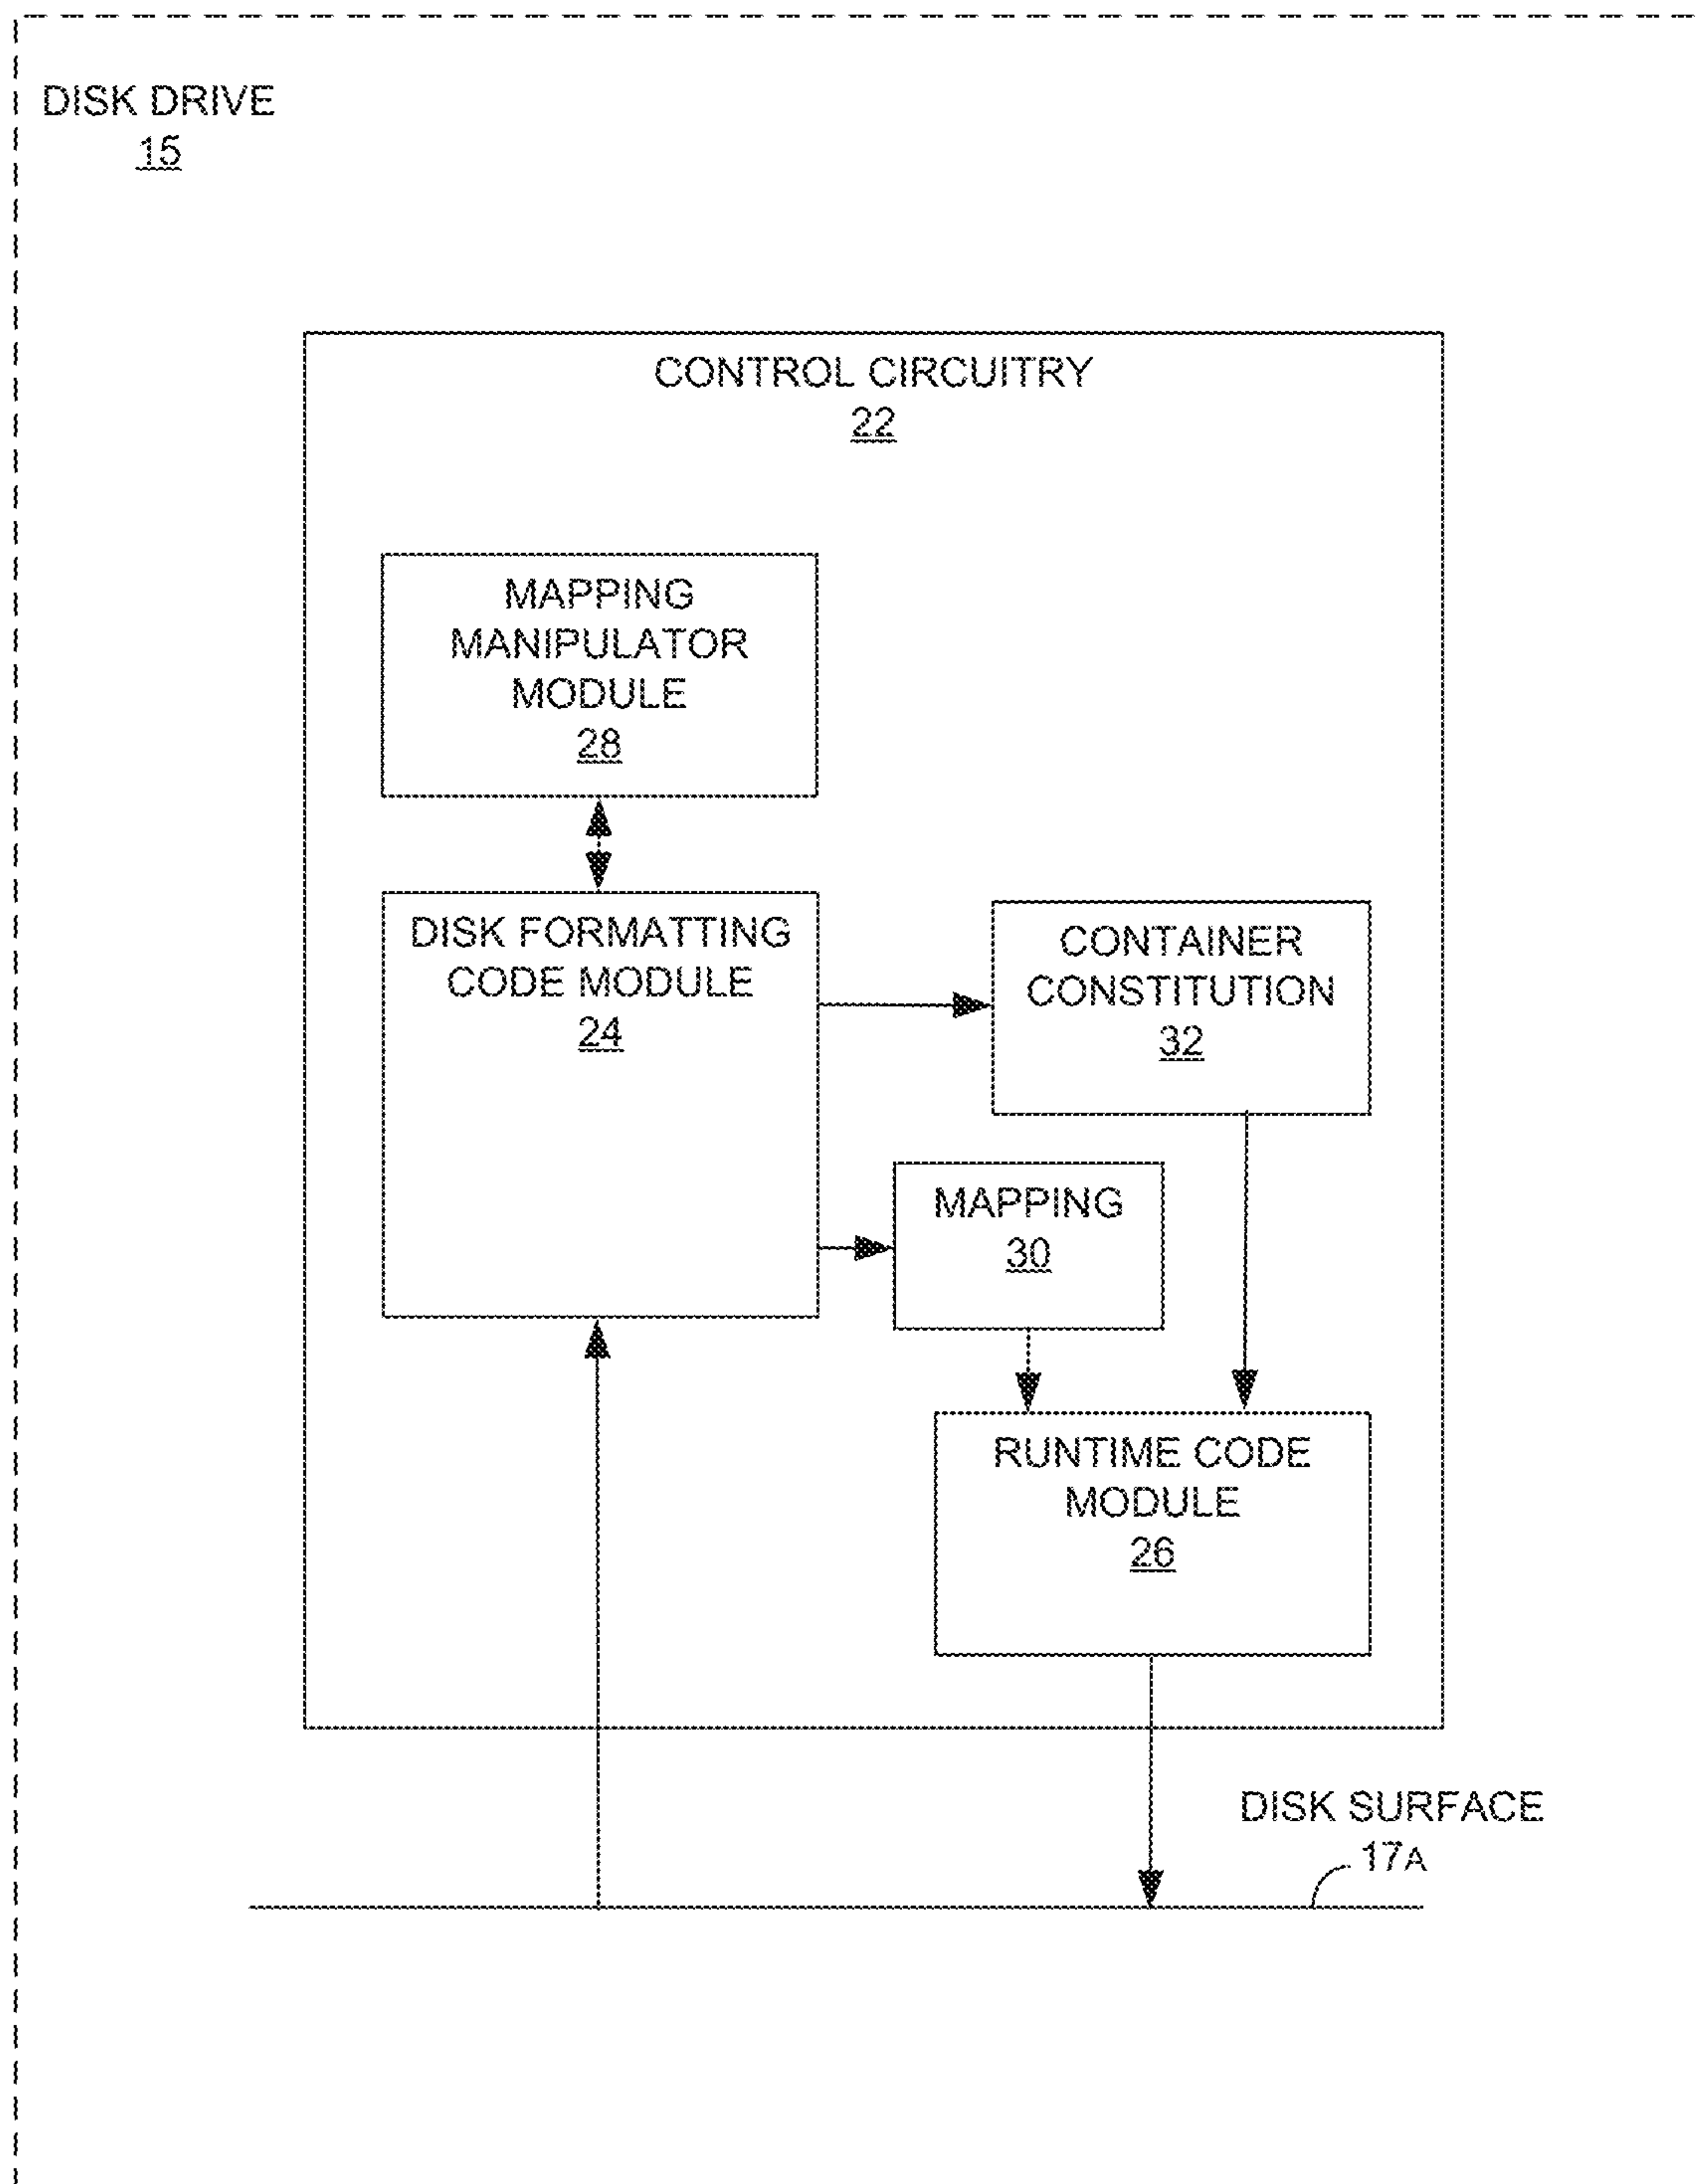 DISK DRIVE
15
CONTROL CIRCUITRY
22
MAPPING
MANIPULATOR
MODULE
28
DISK FORMATTING
CODE MODULE
24
CONTAINER
CONSTITUTION
32
MAPPING
30
RUNTIME CODE
MODULE
26
DISK SURFACE
17A